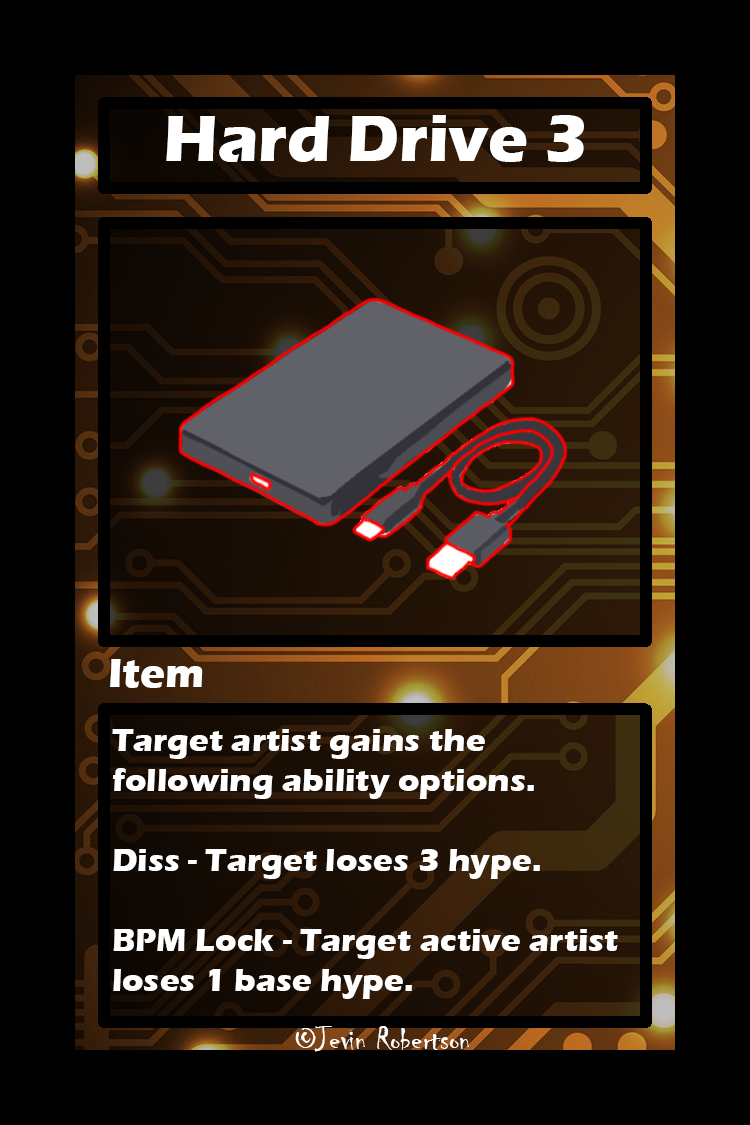 Hard Drive 3
Item
Target artist gains the
following ability options.
Diss - Target loses 3 hype.
BPM Lock - Target active artist
loses 1 base hype.
©Jevin Robertson